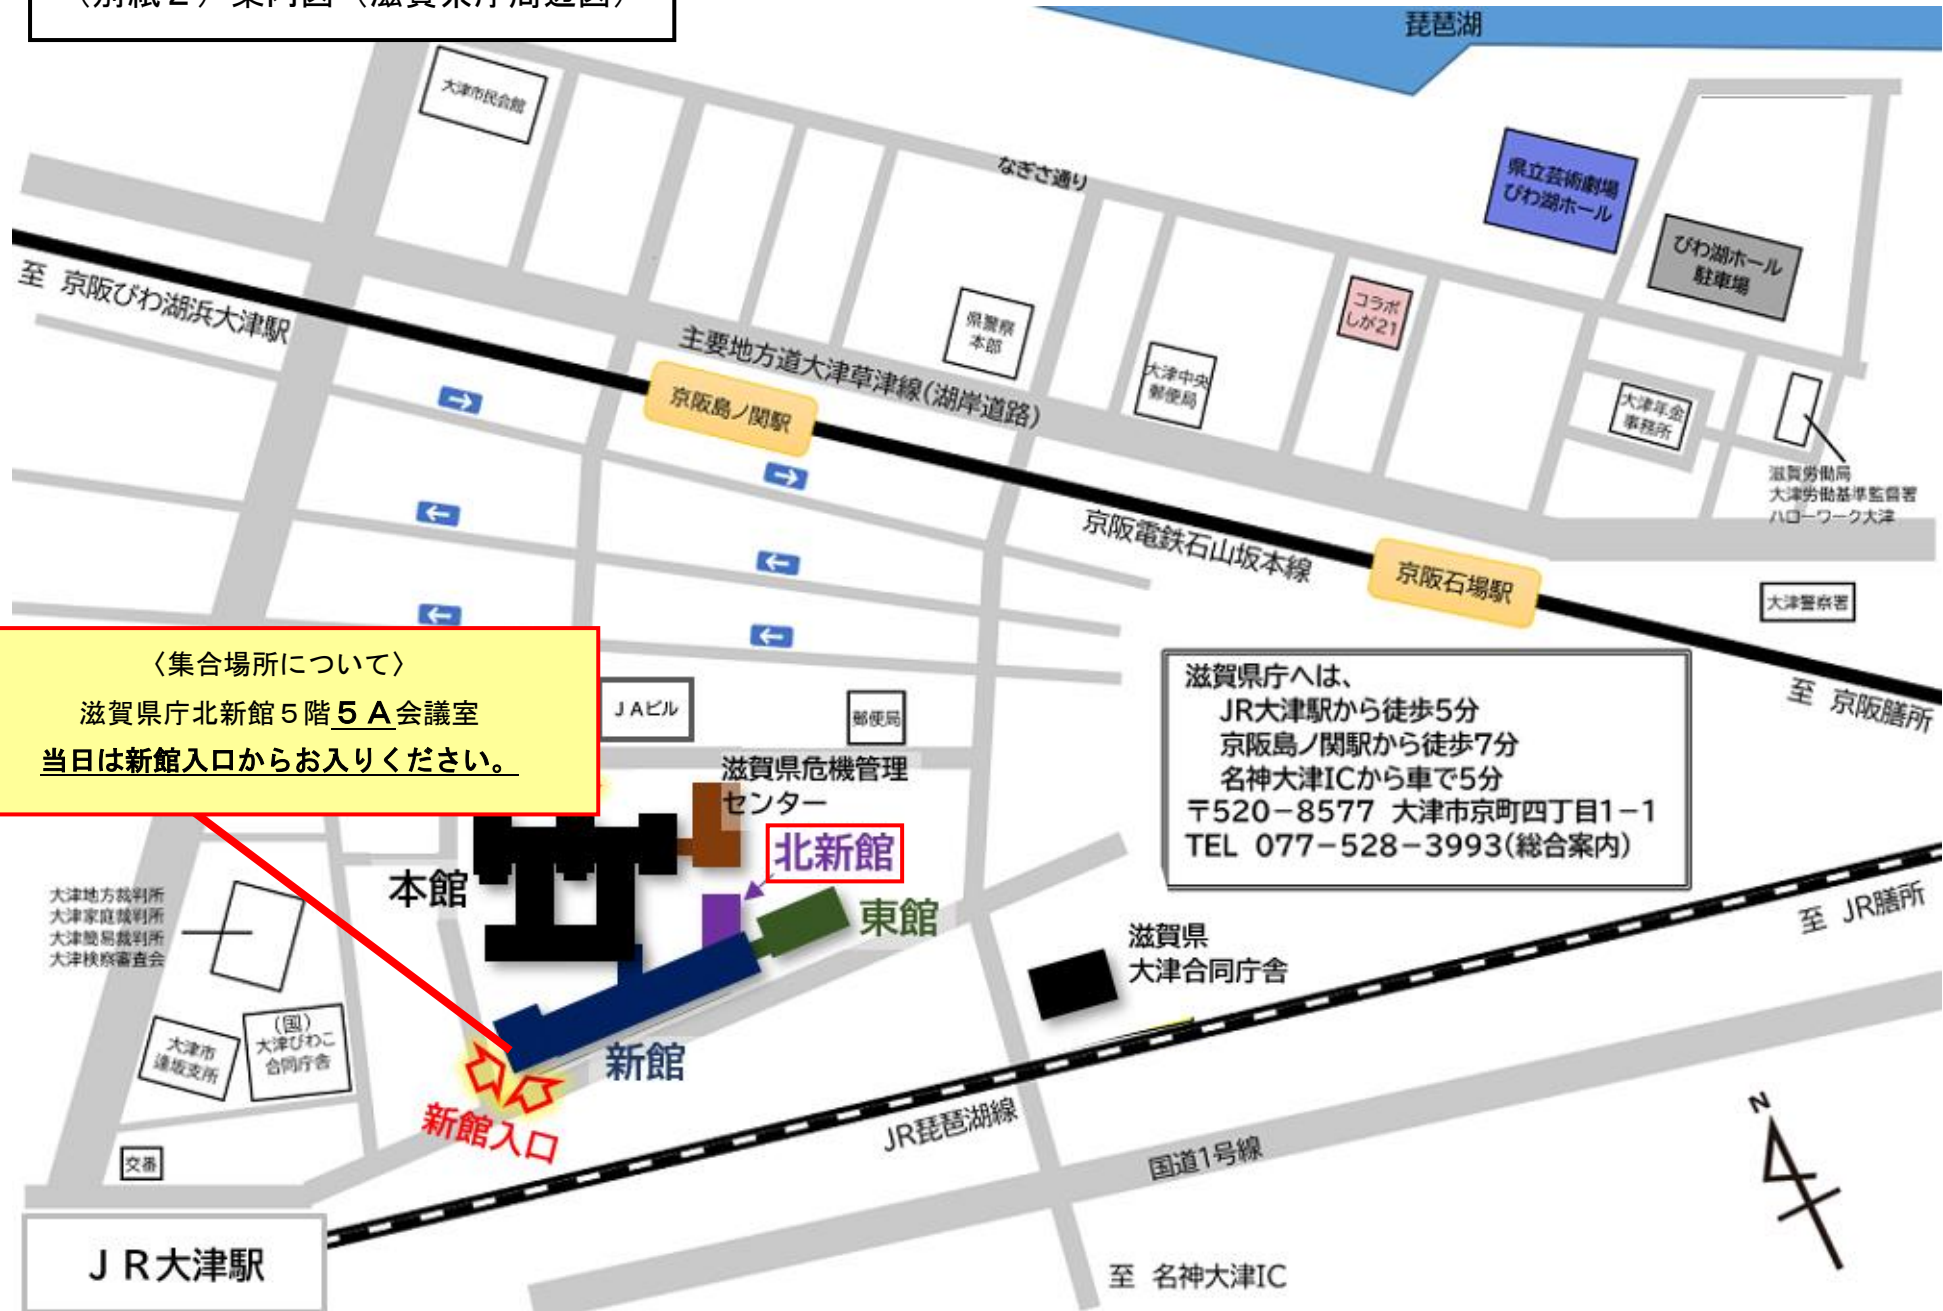 （別紙２）案内図（滋賀県庁周辺図）
琵琶湖
大津市民会館
なぎさ通り
県立芸術劇場
びわ湖ホール
びわ湖ホール
駐車場
至 京阪びわ湖浜大津駅
コラボ
しが21
県警察
本部
主要地方道大津草津線(湖岸道路)
大津中央
郵便局
京阪島ノ関駅
大津年金
事務所
滋賀労働局
大津労働基準監督署
ハローワーク大津
京阪電鉄石山坂本線
京阪石場駅
大津警察署
〈集合場所について〉
滋賀県庁北新館５階５Ａ会議室
当日は新館入口からお入りください。
ＪＡビル
郵便局
滋賀県庁へは、
JR大津駅から徒歩5分
京阪島ノ関駅から徒歩7分
名神大津ICから車で5分
〒520－8577 大津市京町四丁目1－1
TEL 077－528－3993(総合案内)
至 京阪膳所
滋賀県危機管理
センター
北新館
本館
東館
大津地方裁判所
大津家庭裁判所
大津簡易裁判所
大津検察審査会
滋賀県
大津合同庁舎
至 JR膳所
大津市
逢坂支所
(国)
大津びわこ
合同庁舎
新館
新館入口
JR琵琶湖線
国道1号線
N
交番
ＪＲ大津駅
至 名神大津IC